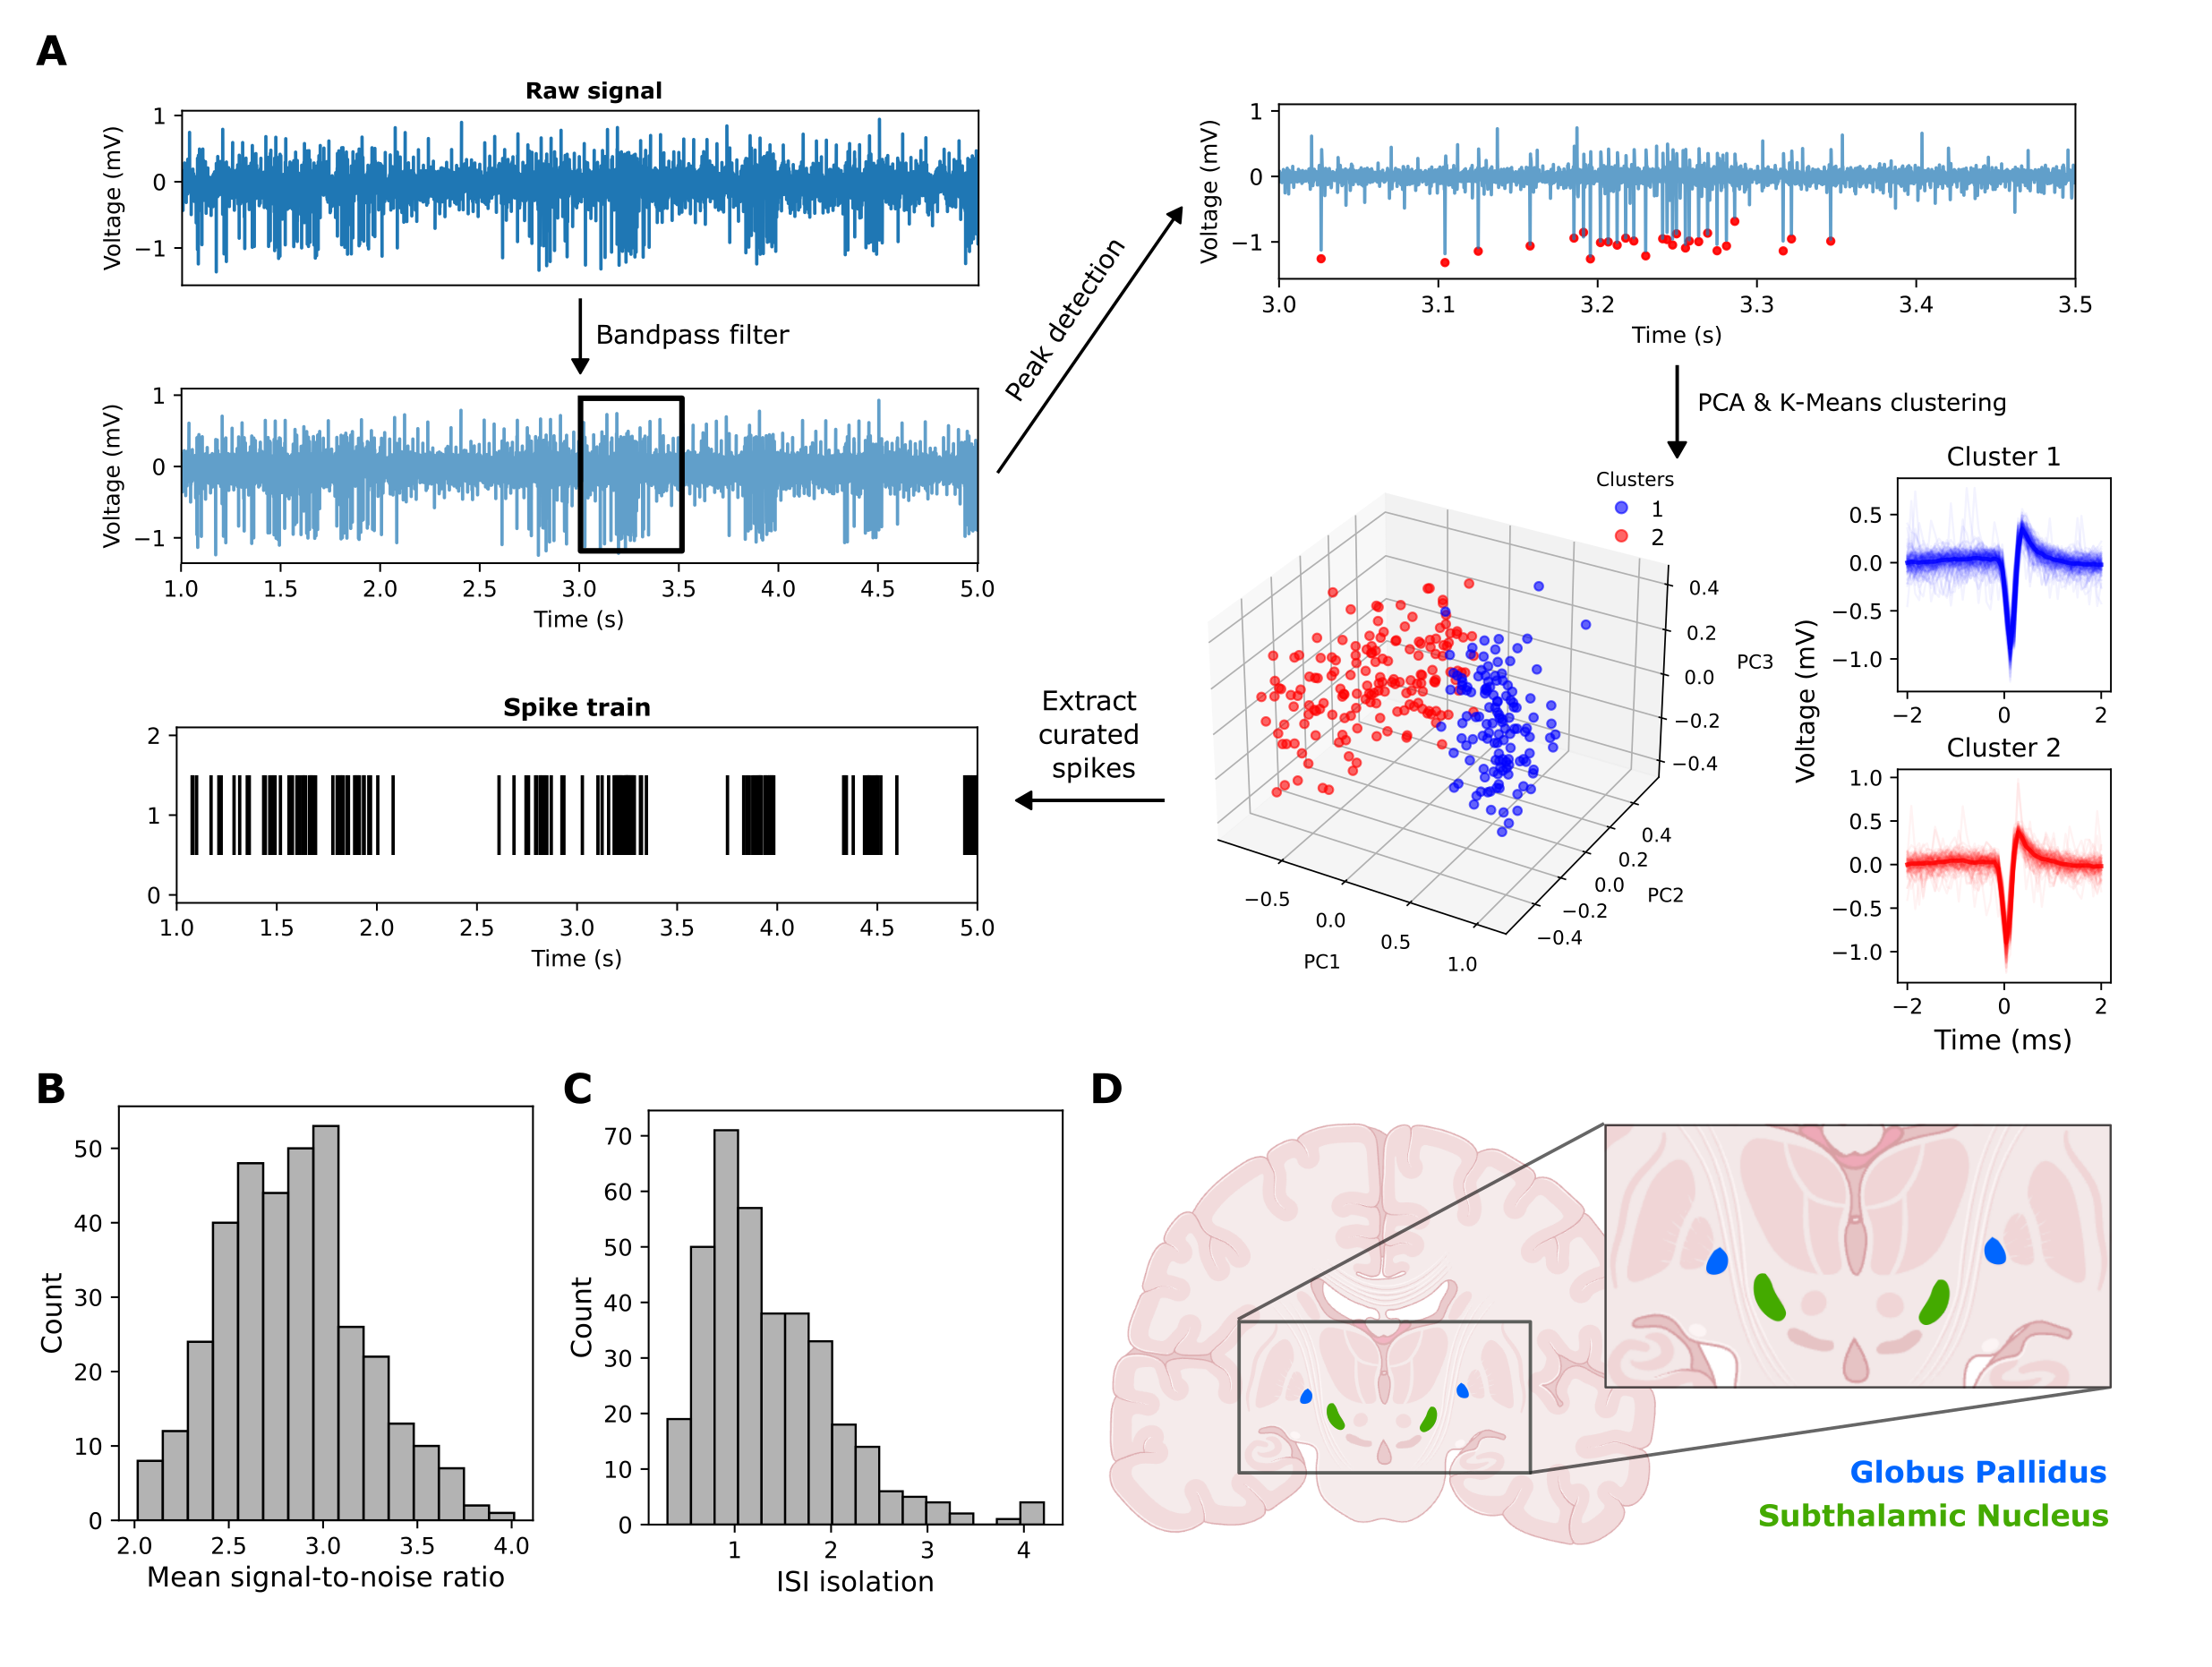 A
Raw signal
Voltage (mV)
1
0
−1
Bandpass filter
Voltage (mV)
1
0
−1
1.0 1.5 2.0 2.5 3.0 3.5 4.0 4.5 5.0
Time (s)
Peak detection
Voltage (mV)
1
0
−1
3.0 3.1 3.2 3.3 3.4 3.5
Time (s)
PCA & K-Means clustering
Clusters
1
2
0.4
0.2
0.0
−0.2
−0.4
PC3
0.4
0.2
0.0
−0.2
−0.4
PC2
−0.5
0.0
0.5
1.0
PC1
Voltage (mV)
Cluster 1
0.5
0.0
−0.5
−1.0
−2 0 2
Cluster 2
1.0
0.5
0.0
−0.5
−1.0
−2 0 2
Time (ms)
Extract
curated
spikes
Spike train
2
1
0
1.0 1.5 2.0 2.5 3.0 3.5 4.0 4.5 5.0
Time (s)
B
Count
50
40
30
20
10
0
2.0 2.5 3.0 3.5 4.0
Mean signal-to-noise ratio
C
Count
70
60
50
40
30
20
10
0
1 2 3 4
ISI isolation
D
Globus Pallidus
Subthalamic Nucleus